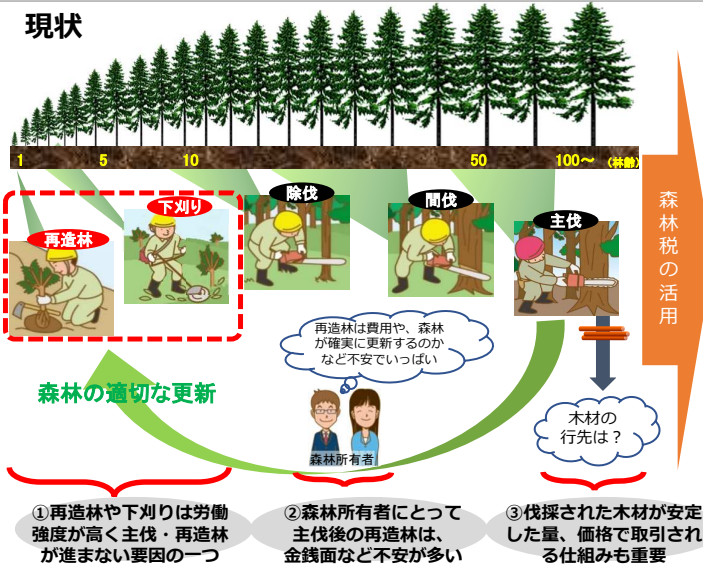 現状
1
5
10
50
100～
(林齢)
再造林
下刈り
除伐
間伐
主伐
森林税の活用
再造林は費用や、森林
が確実に更新するのか
など不安でいっぱい
森林の適切な更新
森林所有者
木材の
行先は？
①再造林や下刈りは労働
強度が高く主伐・再造林
が進まない要因の一つ
②森林所有者にとって
主伐後の再造林は、
金銭面など不安が多い
③伐採された木材が安定
した量、価格で取引され
る仕組みも重要